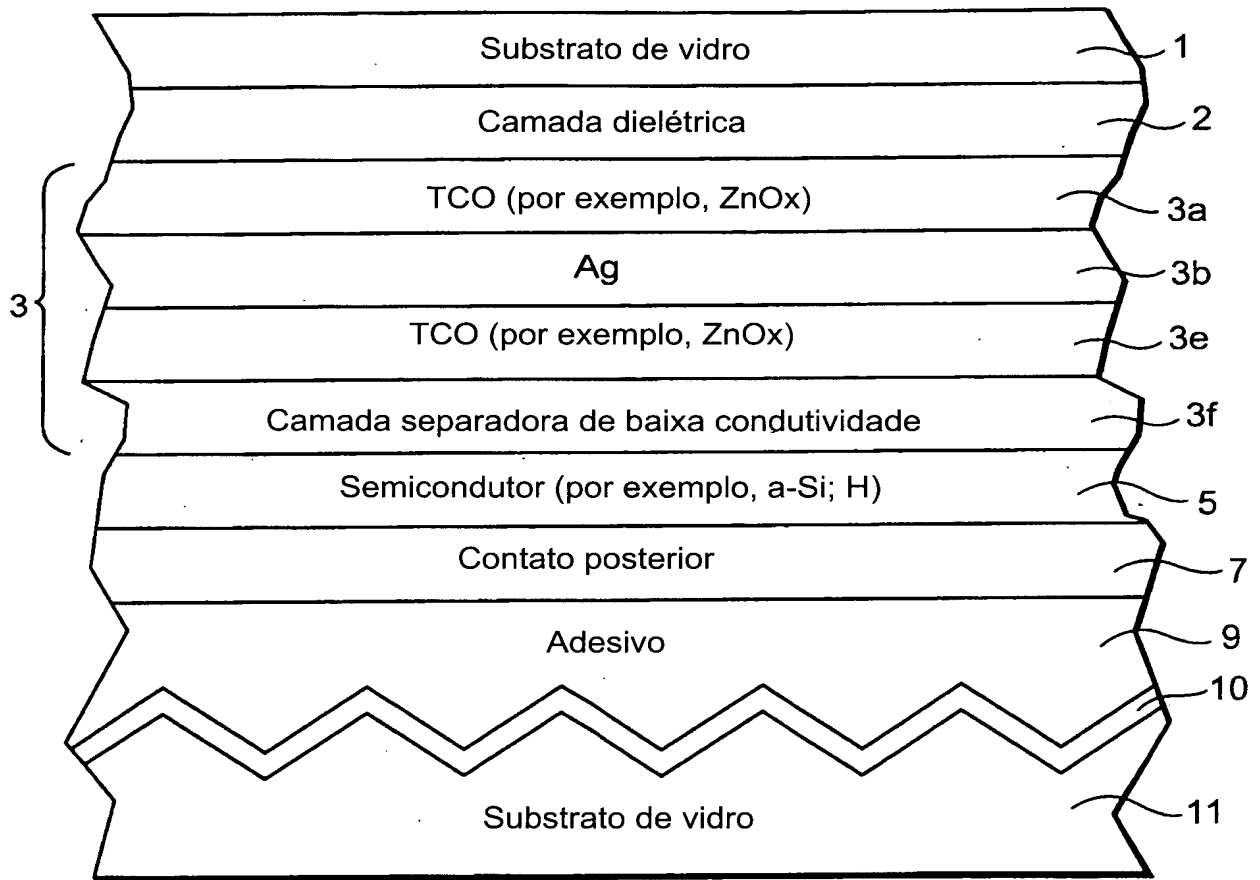 Substrato de vidro 1
Camada dielétrica 2
TCO (por exemplo, ZnOx) 3a
Ag 3b
3
TCO (por exemplo, ZnOx) 3e
Camada separadora de baixa condutividade 3f
Semicondutor (por exemplo, a-Si; H) 5
Contato posterior 7
Adesivo 9
10
Substrato de vidro 11